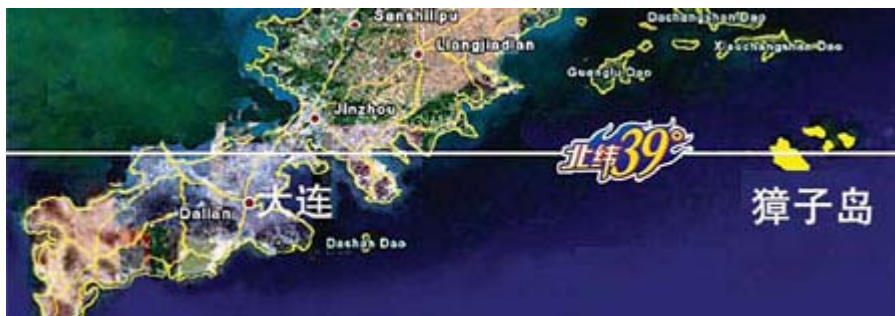 Sanshilipu
Liangjiadian
Dachangshan Dao
Xiaochangshan Dao
Guanglu Dao
Jinzhou
北纬39°
Dalian
大连
獐子岛
Dashan Dao